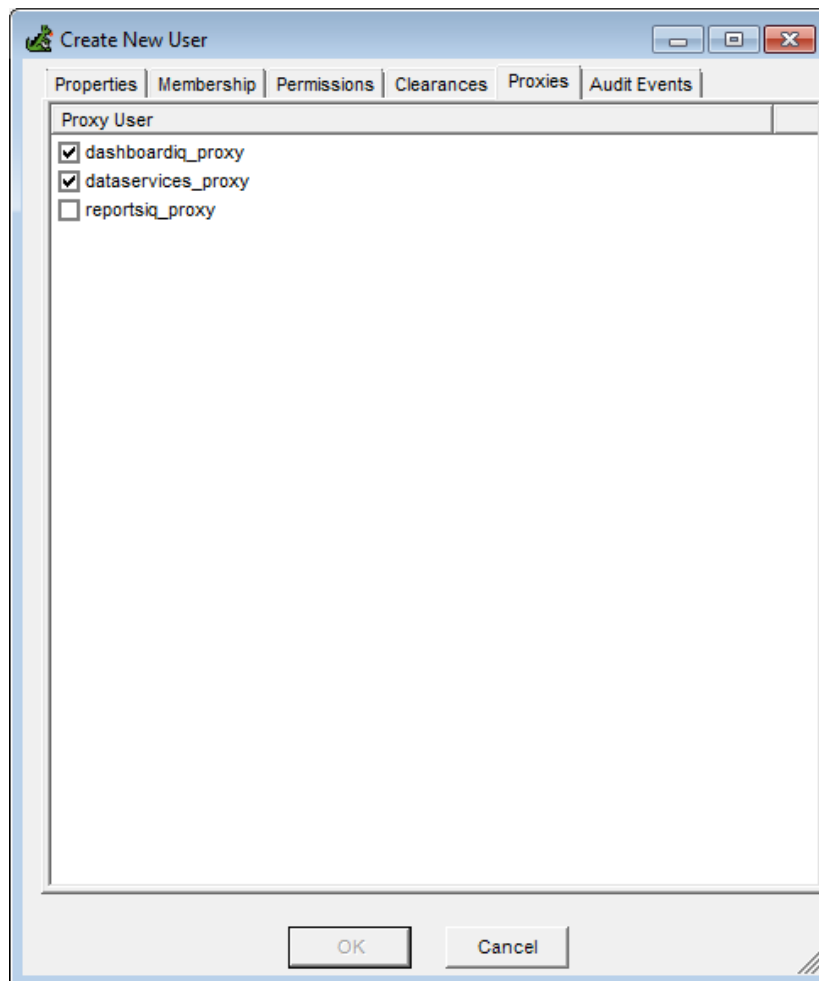 Create New User
Properties Membership Permissions Clearances Proxies Audit Events
Proxy User
dashboardiq_proxy
dataservices_proxy
reportsiq_proxy
OK Cancel